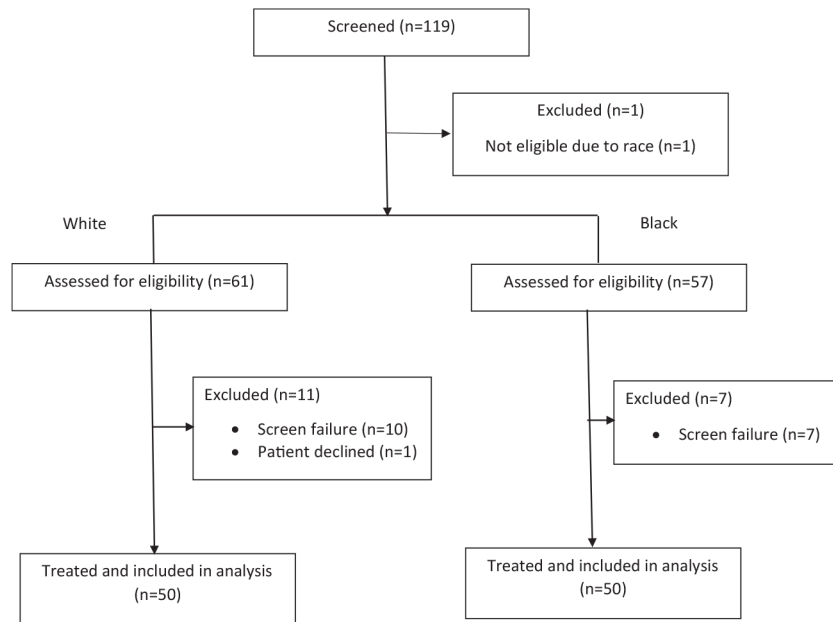 Screened (n=119)
Excluded (n=1)
Not eligible due to race (n=1)
White
Black
Assessed for eligibility (n=61)
Assessed for eligibility (n=57)
Excluded (n=11)
• Screen failure (n=10)
• Patient declined (n=1)
Excluded (n=7)
• Screen failure (n=7)
Treated and included in analysis
(n=50)
Treated and included in analysis
(n=50)